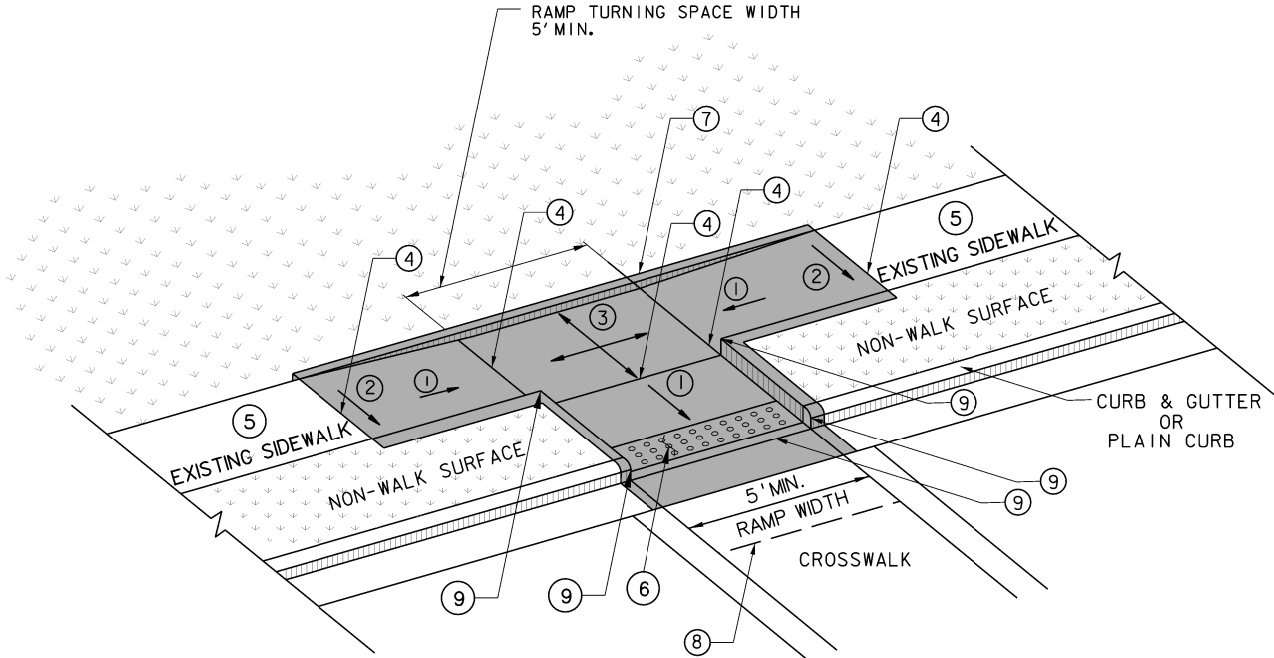 RAMP TURNING SPACE WIDTH
5' MIN.
7
4
4
4
4
5
EXISTING SIDEWALK
2
1
3
NON-WALK SURFACE
4
2
1
1
5
EXISTING SIDEWALK
NON-WALK SURFACE
9
CURB & GUTTER
OR
PLAIN CURB
9
9
5' MIN.
RAMP WIDTH
CROSSWALK
9
9
6
8